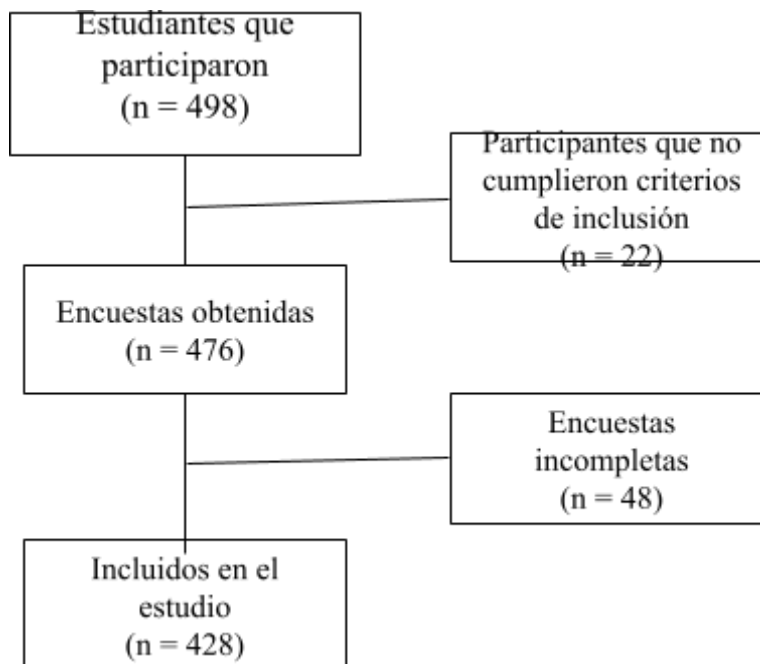 Estudiantes que
participaron
(n = 498)
Participantes que no
cumplieron criterios
de inclusión
(n = 22)
Encuestas obtenidas
(n = 476)
Encuestas
incompletas
(n = 48)
Incluidos en el
estudio
(n = 428)